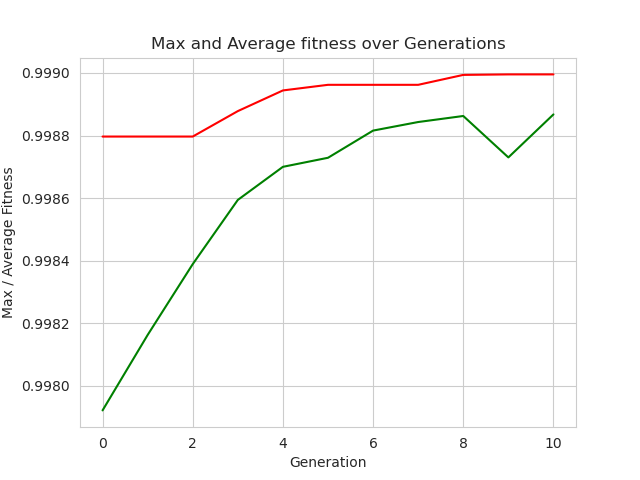 Max and Average fitness over Generations
0.9990
0.9988
0.9986
0.9984
0.9982
0.9980
Max / Average Fitness
0 2 4 6 8 10
Generation